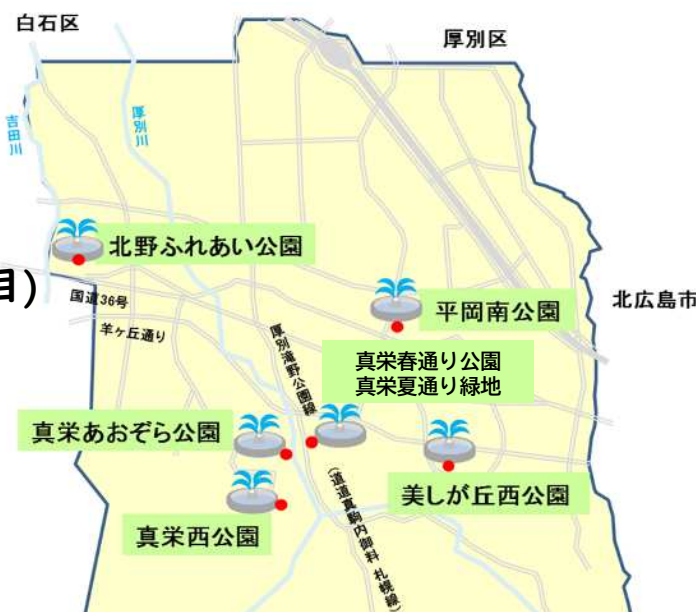 白石区
厚別区
吉田川
厚別川
北野ふれあい公園
目)
国道36号
羊ヶ丘通り
平岡南公園
北広島市
厚別滝野公園線
真栄春通り公園
真栄夏通り緑地
真栄あおぞら公園
美しが丘西公園
真栄西公園
(道道真駒内御料札幌線)